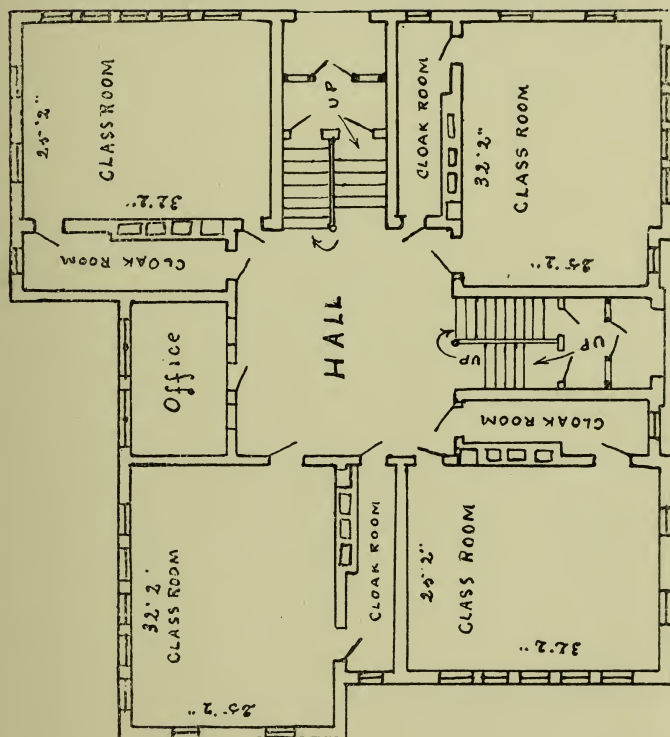 CLASS ROOM
25'2"
32'2"
CLOAK ROOM
UP
CLOAK ROOM
32'2"
CLASS ROOM
25'2"
Office
HALL
UP
UP
CLOAK ROOM
32'2'
CLASS ROOM
25'2"
CLOAK ROOM
25'2"
CLASS ROOM
32'2"